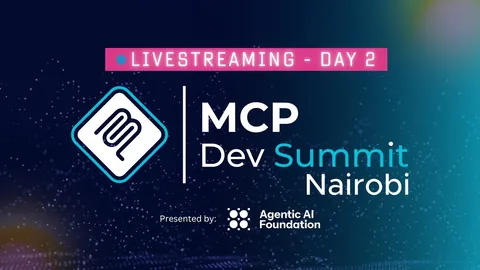 LIVESTREAMING - DAY 2
MCP
Dev Summit
Nairobi
Presented by:
Agentic AI
Foundation